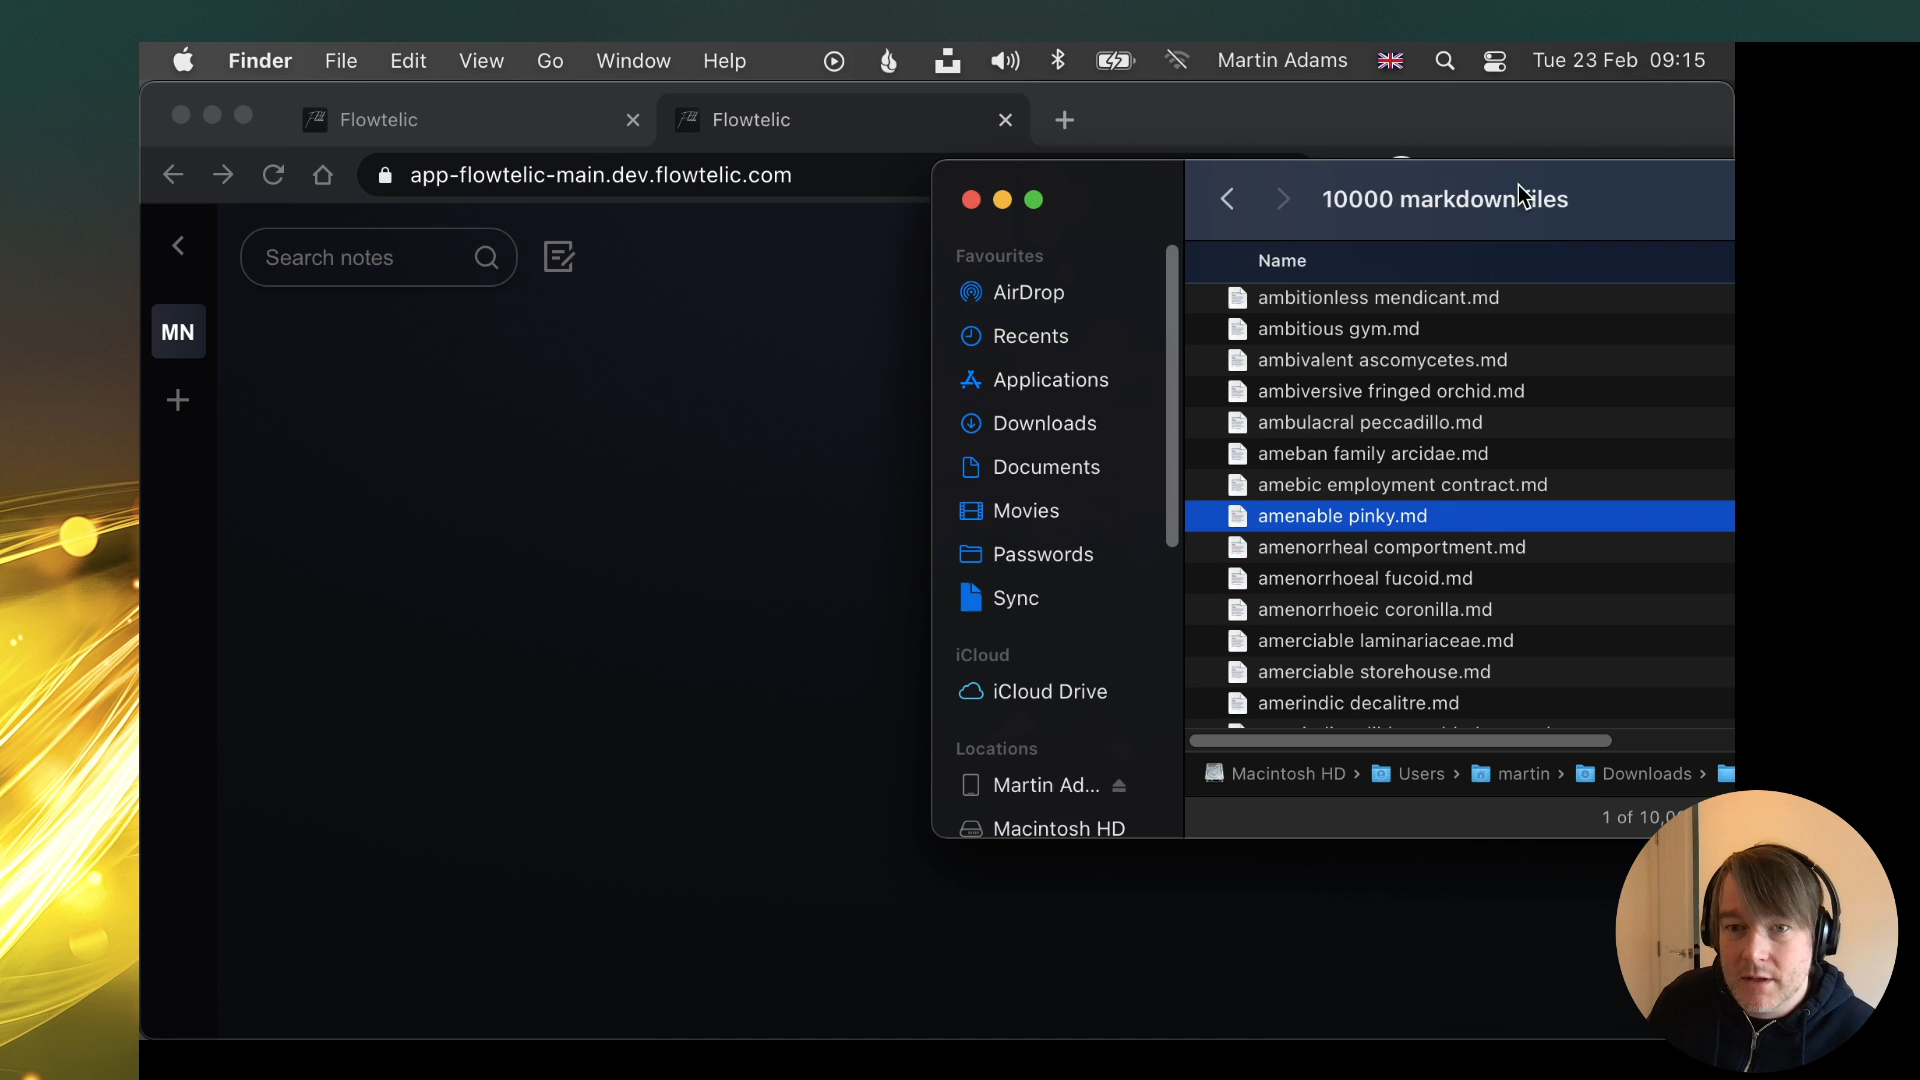 Finder File Edit View Go Window Help Martin Adams Tue 23 Feb 09:15
Flowtelic Flowtelic
app-flowtelic-main.dev.flowtelic.com
MN
Search notes
Favourites
AirDrop
Recents
Applications
Downloads
Documents
Movies
Passwords
Sync
iCloud
iCloud Drive
Locations
Martin Ad...
Macintosh HD
10000 markdown files
Name
ambitionless mendicant.md
ambitious gym.md
ambivalent ascomycetes.md
ambiversive fringed orchid.md
ambulacral peccadillo.md
ameban family arcidae.md
amebic employment contract.md
amenable pinky.md
amenorrheal comportment.md
amenorrhoeal fucoid.md
amenorrhoeic coronilla.md
amerciable laminariaceae.md
amerciable storehouse.md
amerindic decalitre.md
Macintosh HD › Users › martin › Downloads ›
1 of